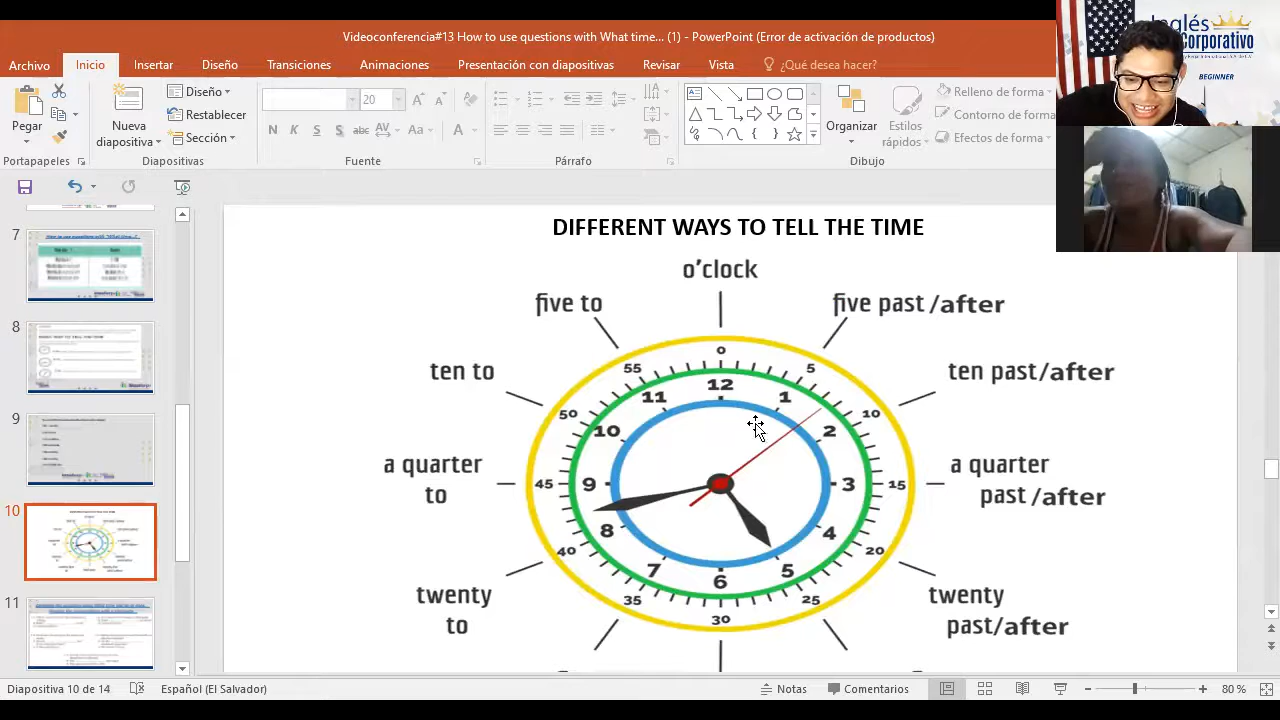 Videoconferencia#13 How to use questions with What time... (1) - PowerPoint (Error de activación de productos)
Inglés
Corporativo
BEGINNER
Archivo Inicio Insertar Diseño Transiciones Animaciones Presentación con diapositivas Revisar Vista ¿Qué desea hacer?
Pegar
Nueva
diapositiva
Diseño
Restablecer
Sección
20
N K S S abc AV Aa A
Organizar
Estilos
rápidos
Relleno de forma
Contorno de forma
Efectos de forma
Portapapeles Diapositivas Fuente Párrafo Dibujo
7
8
9
10
11
DIFFERENT WAYS TO TELL THE TIME
o'clock
five to
five past /after
ten to
ten past/after
a quarter
to
a quarter
past /after
twenty
to
twenty
past/after
0
5
10
15
20
25
30
35
40
45
50
55
12
1
2
3
4
5
6
7
8
9
10
11
Diapositiva 10 de 14 Español (El Salvador) Notas Comentarios 80 %